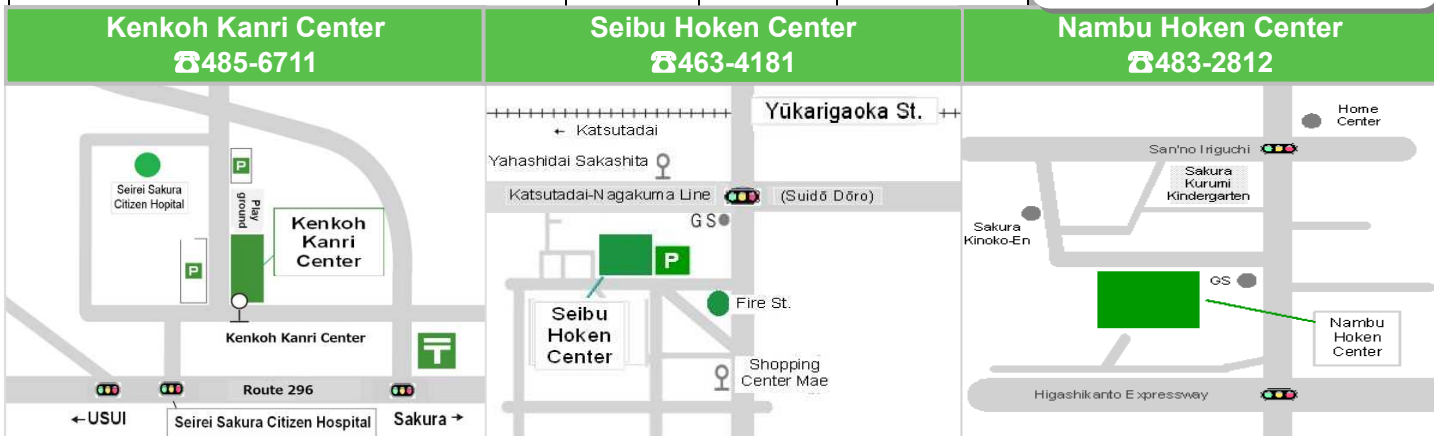 Kenkoh Kanri Center
☎485-6711
Seibu Hoken Center
☎463-4181
Nambu Hoken Center
☎483-2812
P
Seirei Sakura
Citizen Hopital
Play
ground
Kenkoh
Kanri
Center
P
Kenkoh Kanri Center
〒
Route 296
←USUI
Seirei Sakura Citizen Hospital
Sakura→
Yūkarigaoka St.
← Katsutadai
Yahashidai Sakashita
Katsutadai-Nagakuma Line
(Suidō Dōro)
GS
P
Seibu
Hoken
Center
Fire St.
Shopping
Center Mae
Home
Center
San'no Iriguchi
Sakura
Kurumi
Kindergarten
Sakura
Kinoko-En
GS
Nambu
Hoken
Center
Higashikanto Expressway